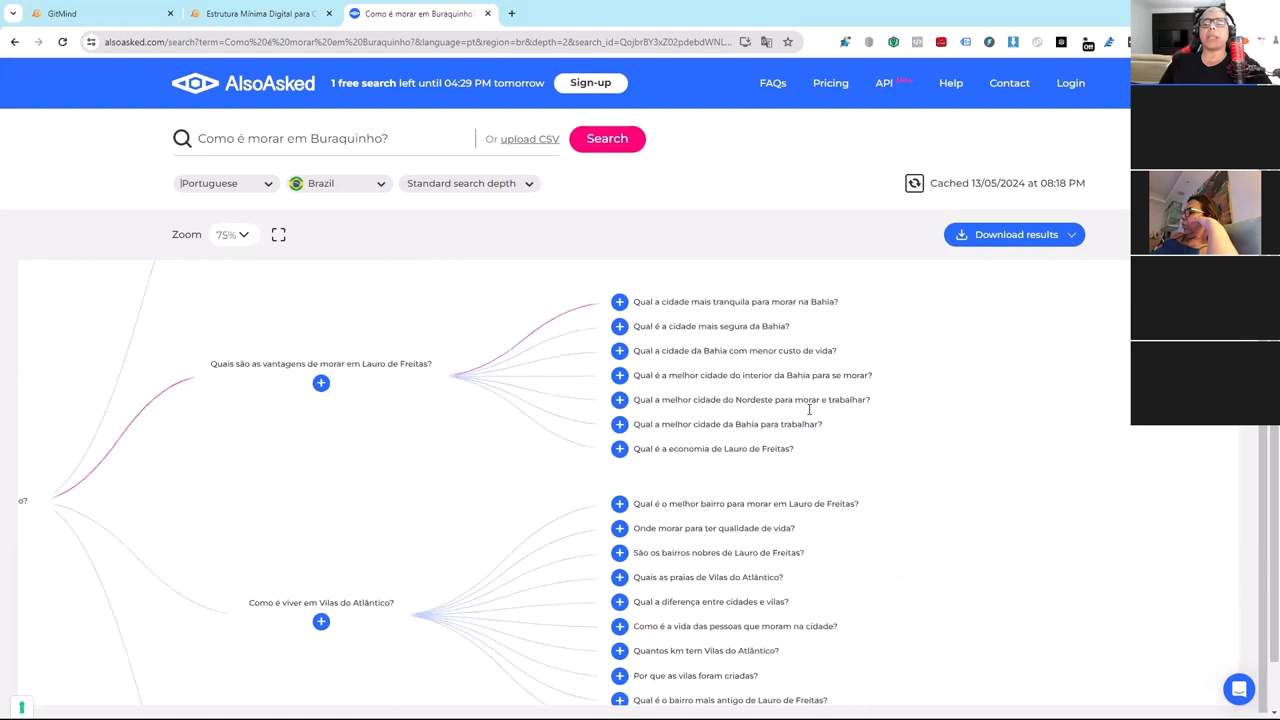 GitMind
Estrutura Mínima Digital para C
Como é morar em Buraquinho?
alsoasked.com/search?term=Como%20é%20morar%20em%20Buraquinho?&language=pt&region=br&depth=2&search_id=QojbrBY3xZ02pdebdWNL...
Off
AlsoAsked
1 free search left until 04:29 PM tomorrow
Sign-up
FAQs
Pricing
API New
Help
Contact
Login
Como é morar em Buraquinho?
Or upload CSV
Search
Portuguese
Brazil
Standard search depth
Cached 13/05/2024 at 08:18 PM
Zoom
75%
Download results
Quais são as vantagens de morar em Lauro de Freitas?
Qual a cidade mais tranquila para morar na Bahia?
Qual é a cidade mais segura da Bahia?
Qual a cidade da Bahia com menor custo de vida?
Qual é a melhor cidade do interior da Bahia para se morar?
Qual a melhor cidade do Nordeste para morar e trabalhar?
Qual a melhor cidade da Bahia para trabalhar?
Qual é a economia de Lauro de Freitas?
o?
Como é viver em Vilas do Atlântico?
Qual é o melhor bairro para morar em Lauro de Freitas?
Onde morar para ter qualidade de vida?
São os bairros nobres de Lauro de Freitas?
Quais as praias de Vilas do Atlântico?
Qual a diferença entre cidades e vilas?
Como é a vida das pessoas que moram na cidade?
Quantos km tem Vilas do Atlântico?
Por que as vilas foram criadas?
Qual é o bairro mais antigo de Lauro de Freitas?